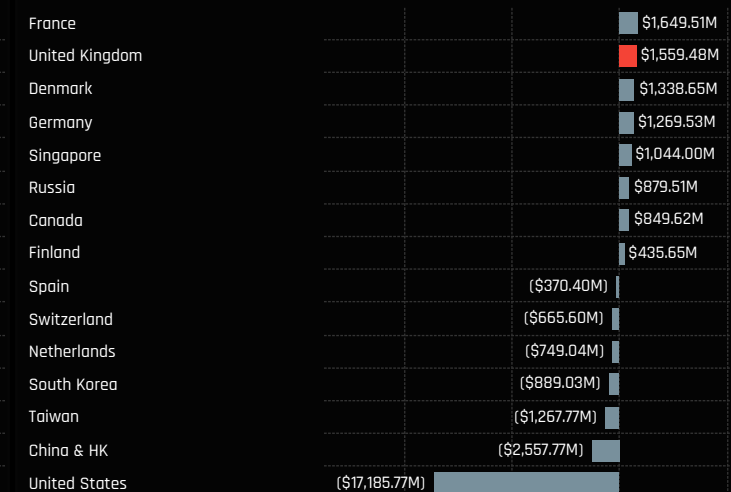 France $1,649.51M
United Kingdom $1,559.48M
Denmark $1,338.65M
Germany $1,269.53M
Singapore $1,044.00M
Russia $879.51M
Canada $849.62M
Finland $435.65M
Spain ($370.40M)
Switzerland ($665.60M)
Netherlands ($749.04M)
South Korea ($889.03M)
Taiwan ($1,267.77M)
China & HK ($2,557.77M)
United States ($17,185.77M)